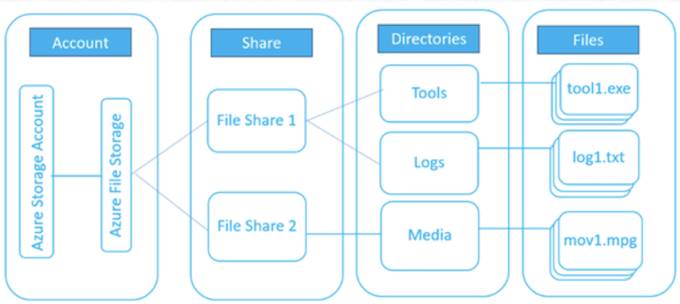 Account
Share
Directories
Files
Azure Storage Account
Azure File Storage
File Share 1
File Share 2
Tools
Logs
Media
tool1.exe
log1.txt
mov1.mpg